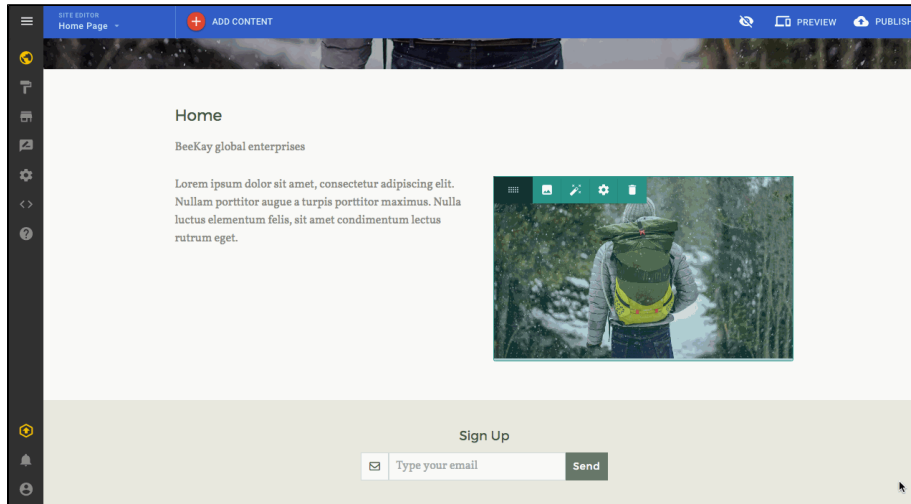 SITE EDITOR
Home Page
ADD CONTENT
PREVIEW
PUBLISH
Home
BeeKay global enterprises
Lorem ipsum dolor sit amet, consectetur adipiscing elit.
Nullam porttitor augue a turpis porttitor maximus. Nulla
luctus elementum felis, sit amet condimentum lectus
rutrum eget.
Sign Up
Type your email
Send